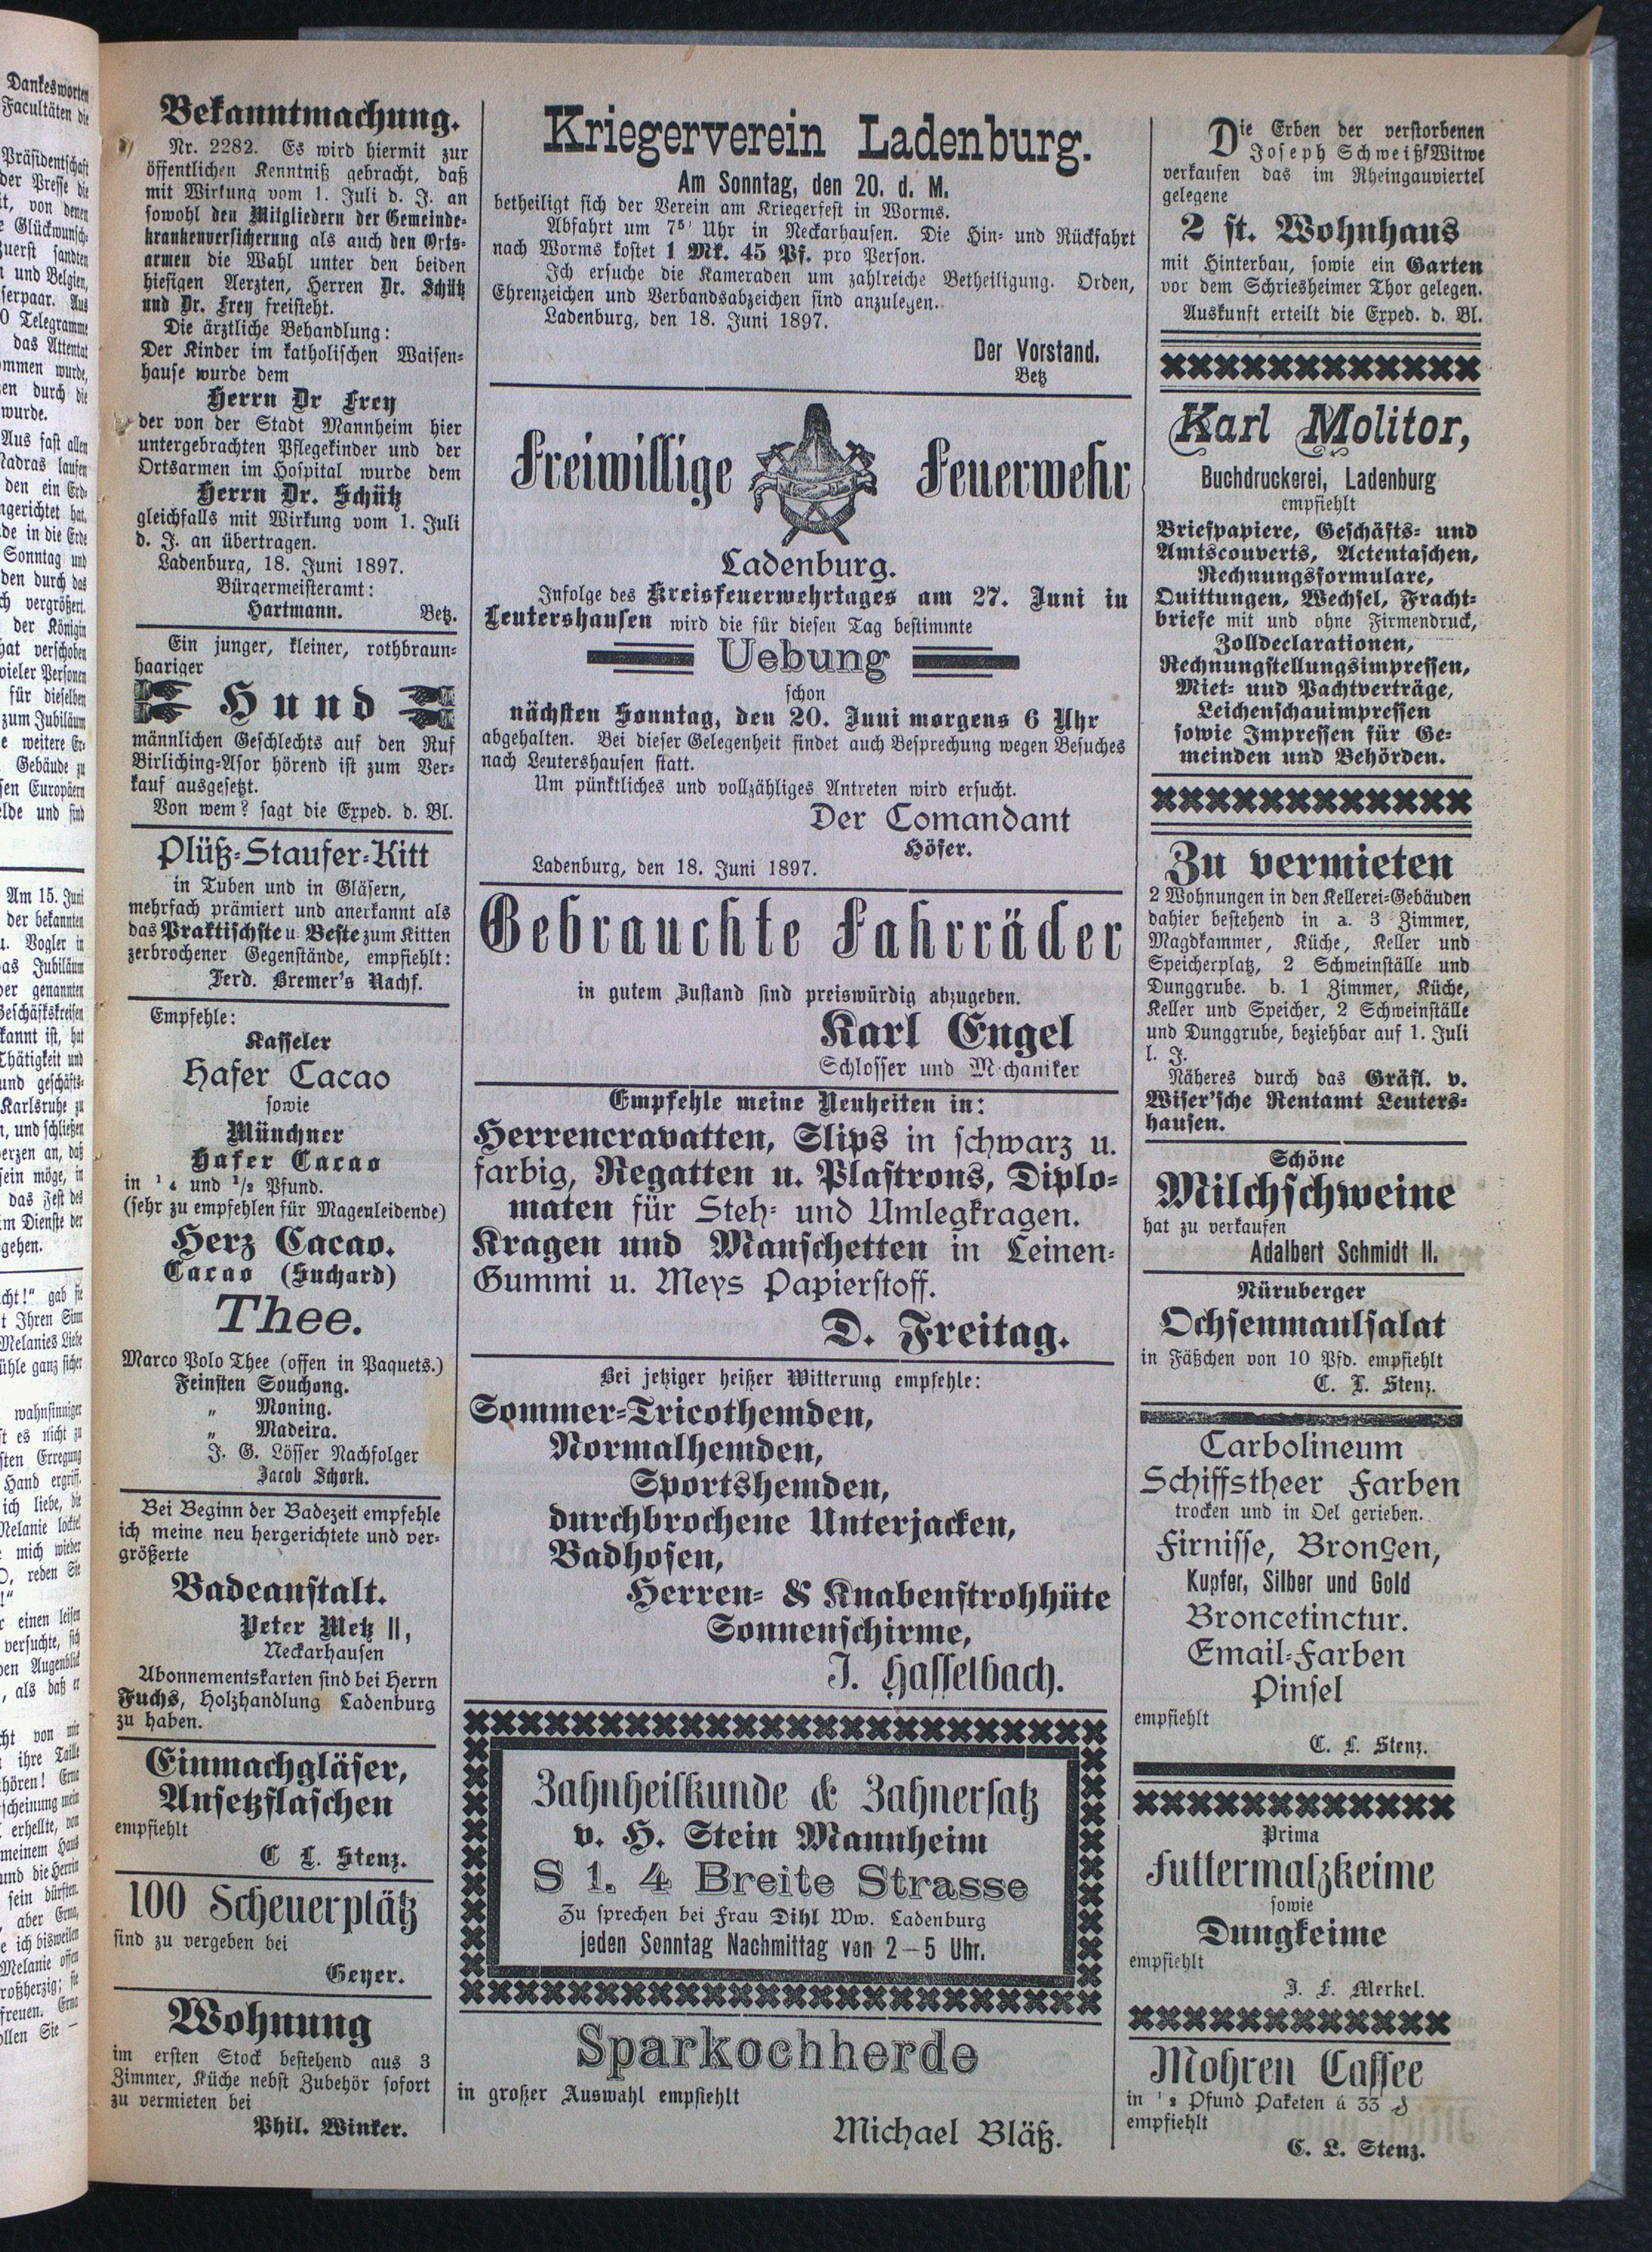 Bekanntmachung.
Nr. 2282. Es wird hiermit zur
öffentlichen Kenntniß gebracht, daß
mit Wirkung vom 1. Juli d. J. an
sowohl den Mitgliedern der Gemeinde-
krankenversicherung als auch den Orts-
armen die Wahl unter den beiden
hiesigen Aerzten, Herren Dr. Schütz
und Dr. Frey freisteht.
Die ärztliche Behandlung:
Der Kinder im katholischen Waisen-
hause wurde dem
Herrn Dr Frey
der von der Stadt Mannheim hier
untergebrachten Pflegekinder und der
Ortsarmen im Hospital wurde dem
Herrn Dr. Schütz
gleichfalls mit Wirkung vom 1. Juli
d. J. an übertragen.
Ladenburg, 18. Juni 1897.
Bürgermeisteramt:
Hartmann. Betz.
Ein junger, kleiner, rothbraun-
haariger
Hund
männlichen Geschlechts auf den Ruf
Birliching-Asor hörend ist zum Ver-
kauf ausgesetzt.
Von wem? sagt die Exped. d. Bl.
Plüß-Staufer-Kitt
in Tuben und in Gläsern,
mehrfach prämiert und anerkannt als
das Praktischste u. Beste zum Kitten
zerbrochener Gegenstände, empfiehlt:
Ferd. Bremer's Nachf.
Empfehle:
Kasseler
Hafer Cacao
sowie
Münchner
Hafer Cacao
in 1/4 und 1/2 Pfund.
(sehr zu empfehlen für Magenleidende)
Herz Cacao.
Cacao (Suchard)
Thee.
Marco Polo Thee (offen in Paquets.)
Feinsten Souchong.
„ Moning.
„ Madeira.
J. G. Lösser Nachfolger
Jacob Schork.
Bei Beginn der Badezeit empfehle
ich meine neu hergerichtete und ver-
größerte
Badeanstalt.
Peter Metz II,
Neckarhausen
Abonnementskarten sind bei Herrn
Fuchs, Holzhandlung Ladenburg
zu haben.
Einmachgläser,
Ansetzflaschen
empfiehlt
C L. Stenz.
100 Scheuerplätz
sind zu vergeben bei
Geyer.
Wohnung
im ersten Stock bestehend aus 3
Zimmer, Küche nebst Zubehör sofort
zu vermieten bei
Phil. Winker.
Kriegerverein Ladenburg.
Am Sonntag, den 20. d. M.
betheiligt sich der Verein am Kriegerfest in Worms.
Abfahrt um 7⁵ Uhr in Neckarhausen. Die Hin- und Rückfahrt
nach Worms kostet 1 Mk. 45 Pf. pro Person.
Ich ersuche die Kameraden um zahlreiche Betheiligung. Orden,
Ehrenzeichen und Verbandsabzeichen sind anzulegen.
Ladenburg, den 18. Juni 1897.
Der Vorstand.
Betz
Freiwillige Feuerwehr
Ladenburg.
Infolge des Kreisfeuerwehrtages am 27. Juni in
Leutershausen wird die für diesen Tag bestimmte
Uebung
schon
nächsten Sonntag, den 20. Juni morgens 6 Uhr
abgehalten. Bei dieser Gelegenheit findet auch Besprechung wegen Besuches
nach Leutershausen statt.
Um pünktliches und vollzähliges Antreten wird ersucht.
Der Comandant
Höfer.
Ladenburg, den 18. Juni 1897.
Gebrauchte Fahrräder
in gutem Zustand sind preiswürdig abzugeben.
Karl Engel
Schlosser und M chaniker
Empfehle meine Neuheiten in:
Herrencravatten, Slips in schwarz u.
farbig, Regatten u. Plastrons, Diplo-
maten für Steh- und Umlegkragen.
Kragen und Manschetten in Leinen-
Gummi u. Meys Papierstoff.
D. Freitag.
Bei jetziger heißer Witterung empfehle:
Sommer-Tricothemden,
Normalhemden,
Sportshemden,
durchbrochene Unterjacken,
Badhosen,
Herren- & Knabenstrohhüte
Sonnenschirme,
J. Hasselbach.
Zahnheilkunde & Zahnersatz
v. H. Stein Mannheim
S 1. 4 Breite Strasse
Zu sprechen bei Frau Dihl Ww. Ladenburg
jeden Sonntag Nachmittag von 2—5 Uhr.
Sparkochherde
in großer Auswahl empfiehlt
Michael Bläß.
Die Erben der verstorbenen
Joseph Schweiß Witwe
verkaufen das im Rheingauviertel
gelegene
2 st. Wohnhaus
mit Hinterbau, sowie ein Garten
vor dem Schriesheimer Thor gelegen.
Auskunft erteilt die Exped. d. Bl.
Karl Molitor,
Buchdruckerei, Ladenburg
empfiehlt
Briefpapiere, Geschäfts- und
Amtscouverts, Actentaschen,
Rechnungsformulare,
Quittungen, Wechsel, Fracht-
briefe mit und ohne Firmendruck,
Zolldeclarationen,
Rechnungstellungsimpressen,
Miet- und Pachtverträge,
Leichenschauimpressen
sowie Impressen für Ge-
meinden und Behörden.
Zu vermieten
2 Wohnungen in den Kellerei-Gebäuden
dahier bestehend in a. 3 Zimmer,
Magdkammer, Küche, Keller und
Speicherplatz, 2 Schweinställe und
Dunggrube. b. 1 Zimmer, Küche,
Keller und Speicher, 2 Schweinställe
und Dunggrube, beziehbar auf 1. Juli
l. J.
Näheres durch das Gräfl. v.
Wiser'sche Rentamt Leuters-
hausen.
Schöne
Milchschweine
hat zu verkaufen
Adalbert Schmidt II.
Nürnberger
Ochsenmaulsalat
in Fäßchen von 10 Pfd. empfiehlt
C. L. Stenz.
Carbolineum
Schiffstheer Farben
trocken und in Oel gerieben.
Firnisse, Broncen,
Kupfer, Silber und Gold
Broncetinctur.
Email-Farben
Pinsel
empfiehlt
C. L. Stenz.
Prima
Futtermalzkeime
sowie
Dungkeime
empfiehlt
J. F. Merkel.
Mohren Caffee
in 1/2 Pfund Paketen á 33 ₰
empfiehlt
C. L. Stenz.